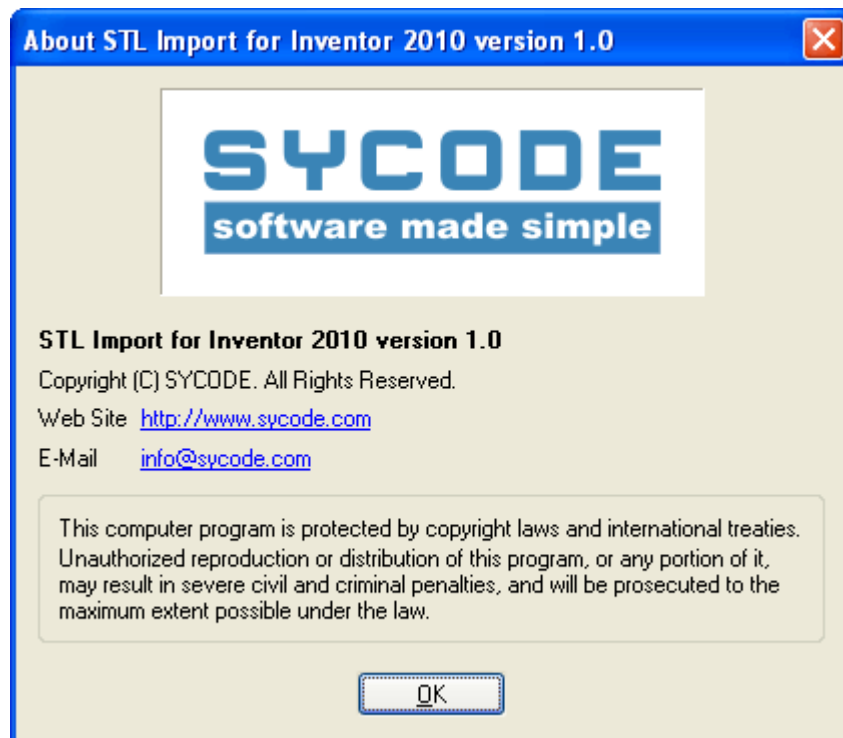 About STL Import for Inventor 2010 version 1.0
SYCODE
software made simple
STL Import for Inventor 2010 version 1.0
Copyright (C) SYCODE. All Rights Reserved.
Web Site http://www.sycode.com
E-Mail info@sycode.com
This computer program is protected by copyright laws and international treaties.
Unauthorized reproduction or distribution of this program, or any portion of it,
may result in severe civil and criminal penalties, and will be prosecuted to the
maximum extent possible under the law.
OK